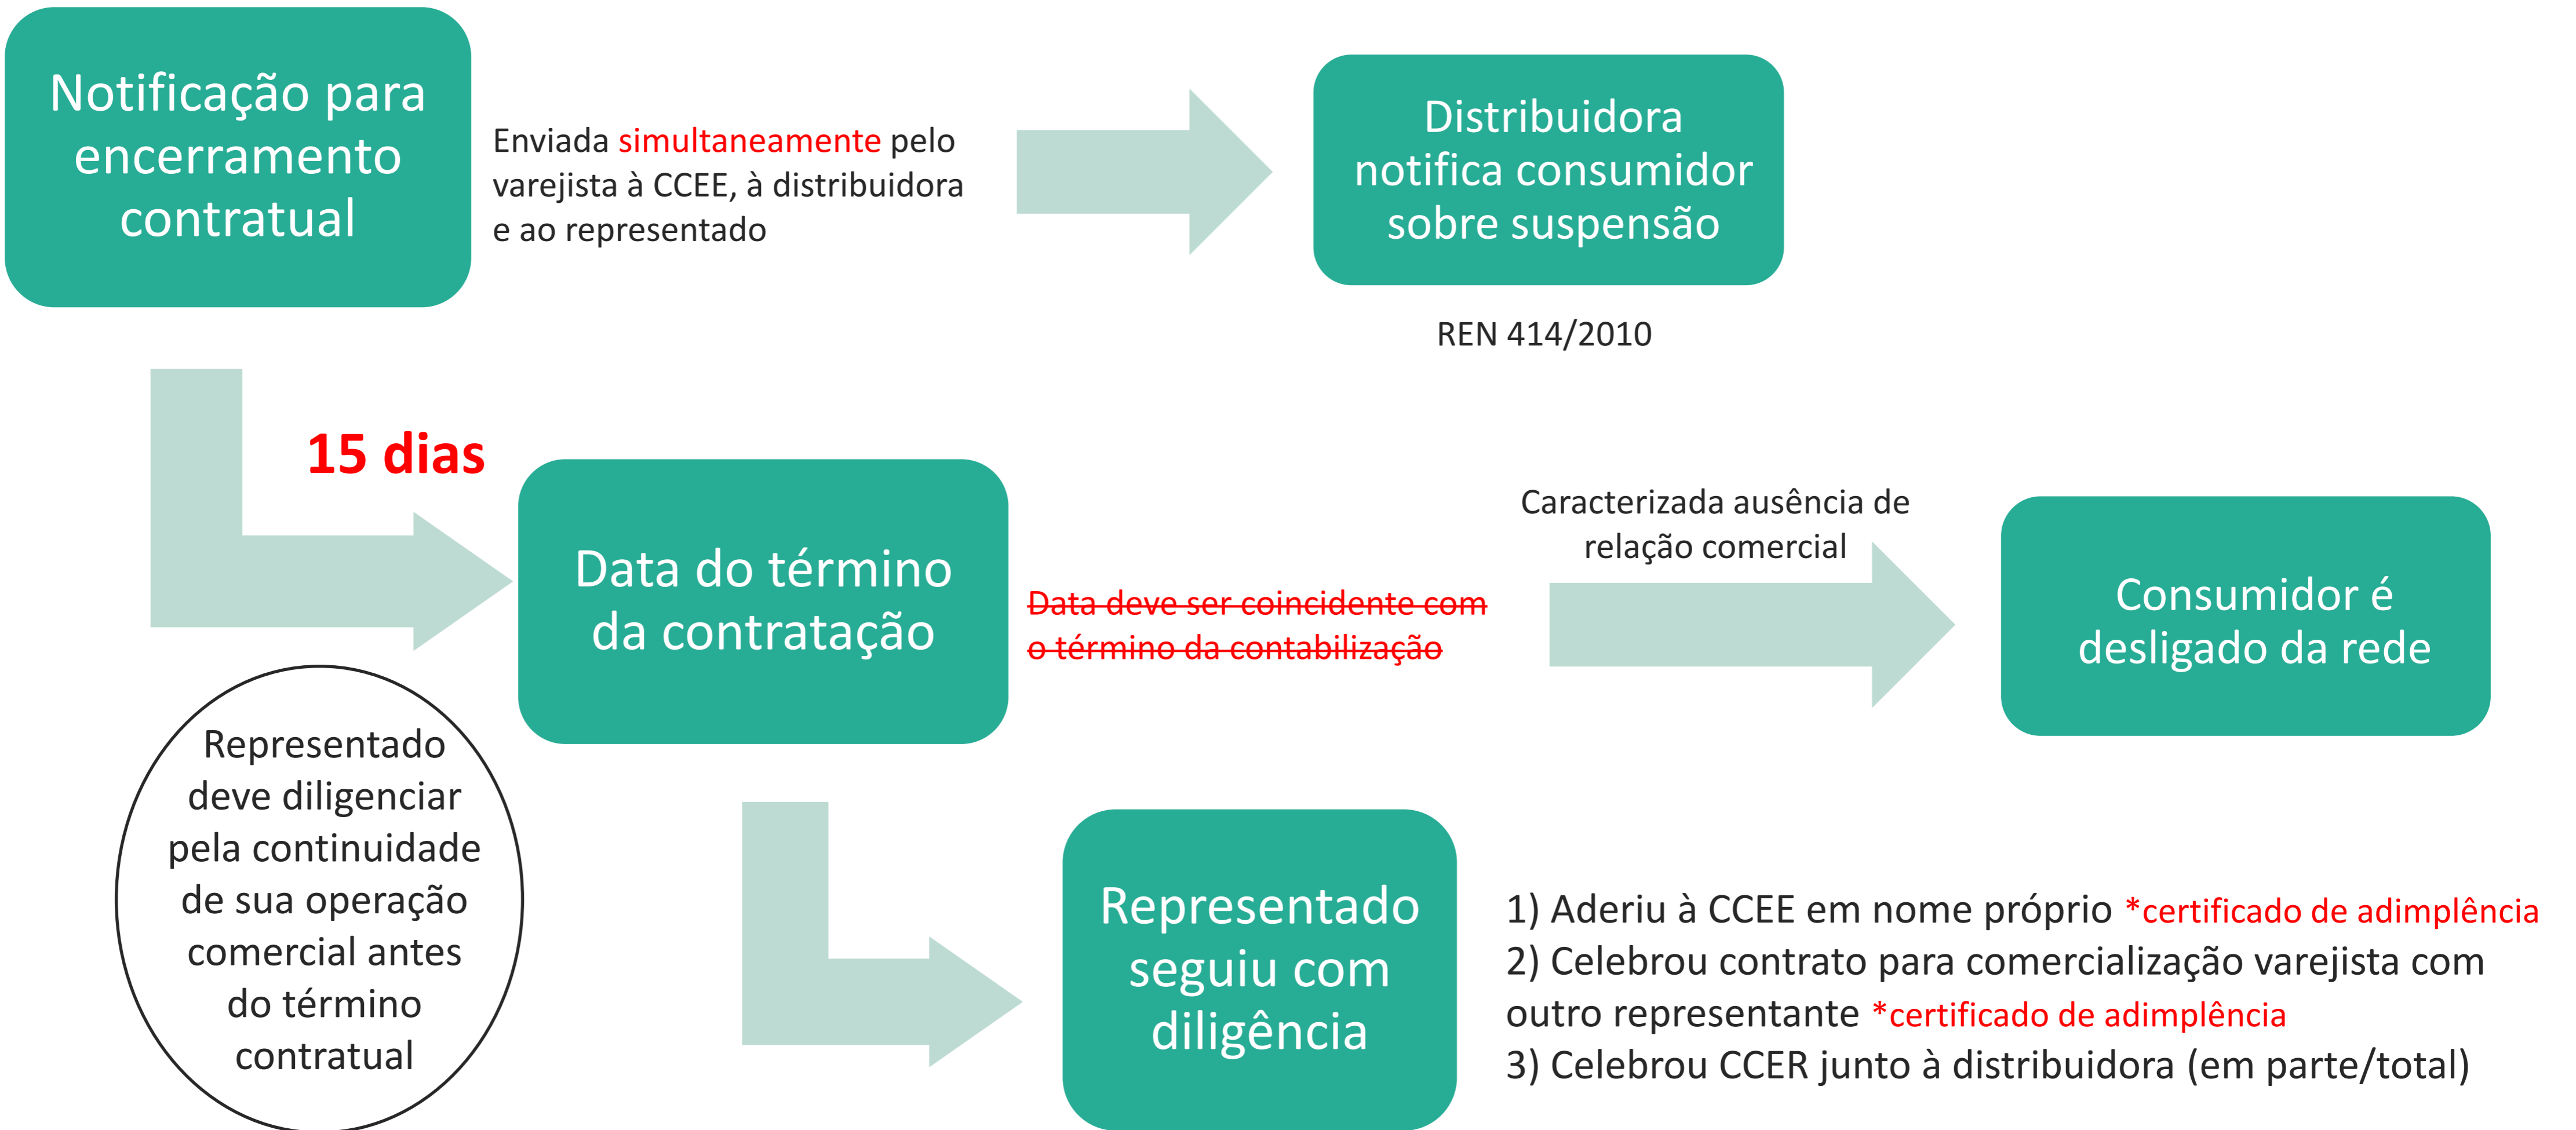 Notificação para
encerramento
contratual
Enviada simultaneamente pelo
varejista à CCEE, à distribuidora
e ao representado
Distribuidora
notifica consumidor
sobre suspensão
REN 414/2010
15 dias
Data do término
da contratação
Data deve ser coincidente com
o término da contabilização
Caracterizada ausência de
relação comercial
Consumidor é
desligado da rede
Representado
deve diligenciar
pela continuidade
de sua operação
comercial antes
do término
contratual
Representado
seguiu com
diligência
1) Aderiu à CCEE em nome próprio *certificado de adimplência
2) Celebrou contrato para comercialização varejista com
outro representante *certificado de adimplência
3) Celebrou CCER junto à distribuidora (em parte/total)